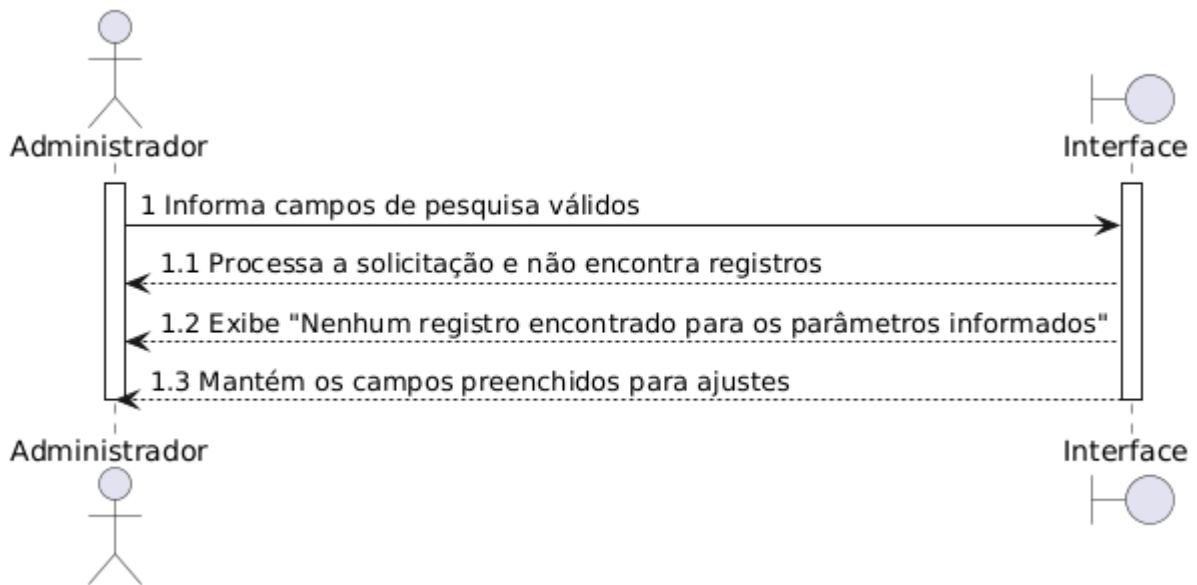 Administrador
Interface
1 Informa campos de pesquisa válidos
1.1 Processa a solicitação e não encontra registros
1.2 Exibe "Nenhum registro encontrado para os parâmetros informados"
1.3 Mantém os campos preenchidos para ajustes
Administrador
Interface